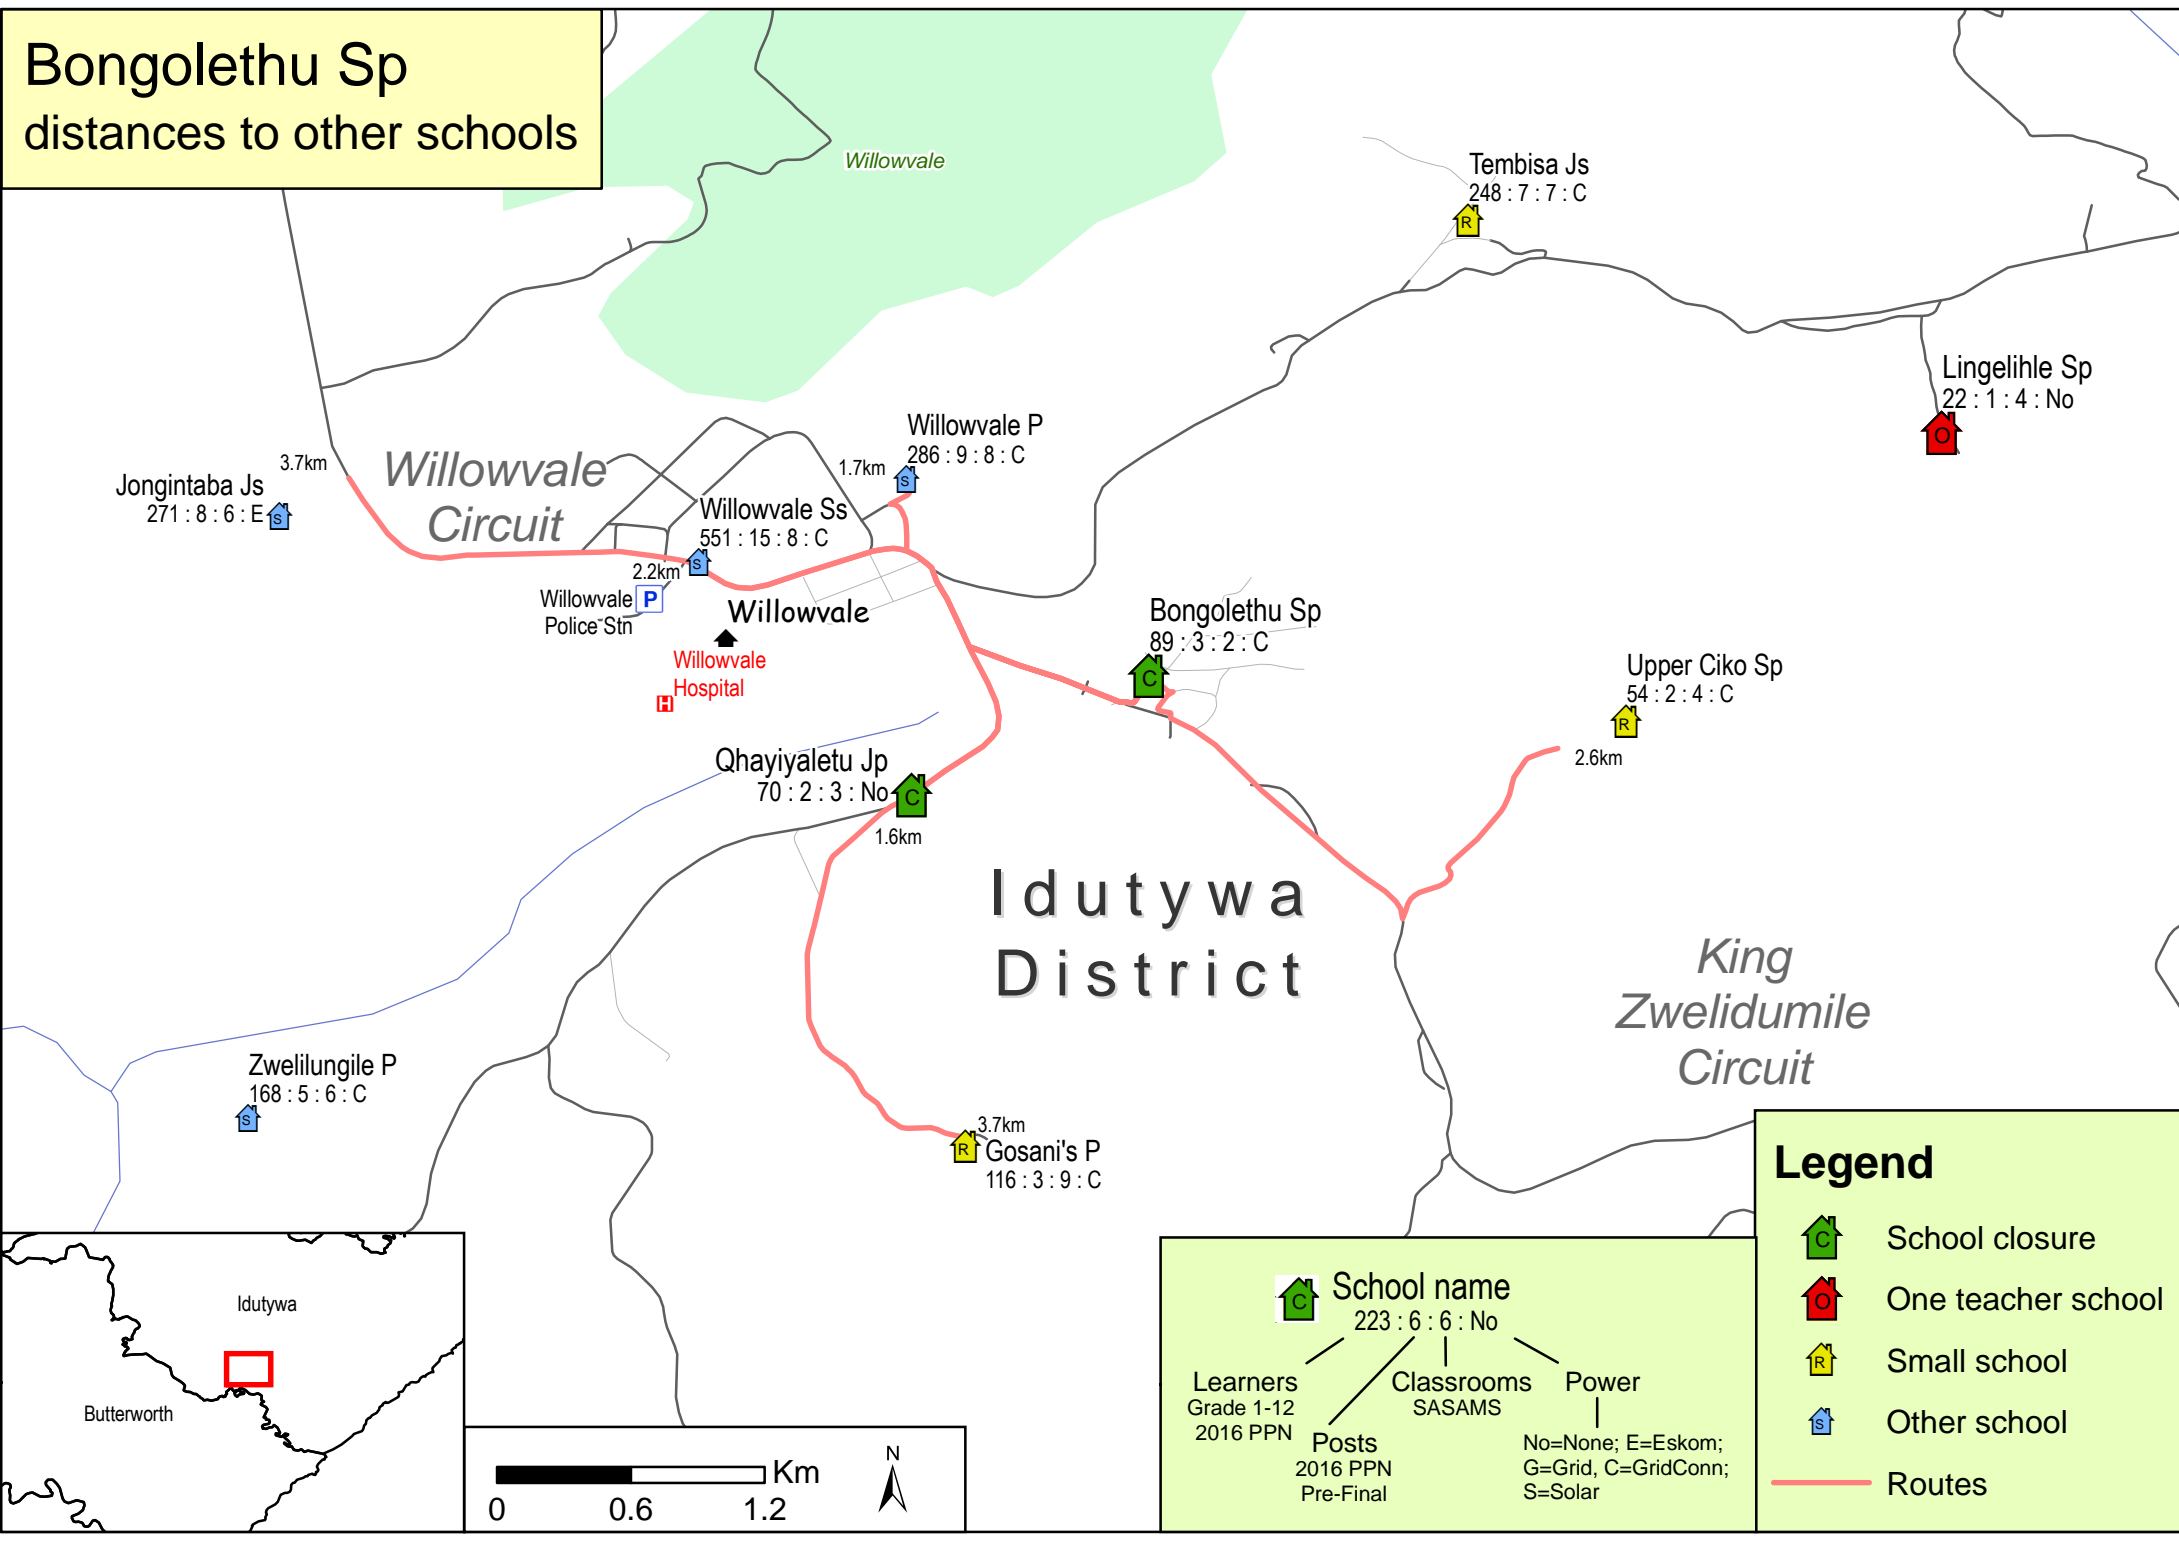 Bongolethu Sp
distances to other schools
Willowvale
Tembisa Js
248 : 7 : 7 : C
R
Lingelihle Sp
22 : 1 : 4 : No
O
Willowvale P
286 : 9 : 8 : C
1.7km
S
3.7km
Willowvale
Circuit
Jongintaba Js
271 : 8 : 6 : E
S
Willowvale Ss
551 : 15 : 8 : C
2.2km
S
Willowvale
Police Stn
P
Willowvale
Willowvale
Hospital
H
Bongolethu Sp
89 : 3 : 2 : C
C
Upper Ciko Sp
54 : 2 : 4 : C
R
2.6km
Qhayiyaletu Jp
70 : 2 : 3 : No
C
1.6km
Idutywa
District
King
Zwelidumile
Circuit
Zwelilungile P
168 : 5 : 6 : C
S
3.7km
R
Gosani's P
116 : 3 : 9 : C
Idutywa
Butterworth
Km
0 0.6 1.2
N
C
School name
223 : 6 : 6 : No
Learners
Grade 1-12
2016 PPN
Posts
2016 PPN
Pre-Final
Classrooms
SASAMS
Power
No=None; E=Eskom;
G=Grid, C=GridConn;
S=Solar
Legend
C School closure
O One teacher school
R Small school
S Other school
Routes